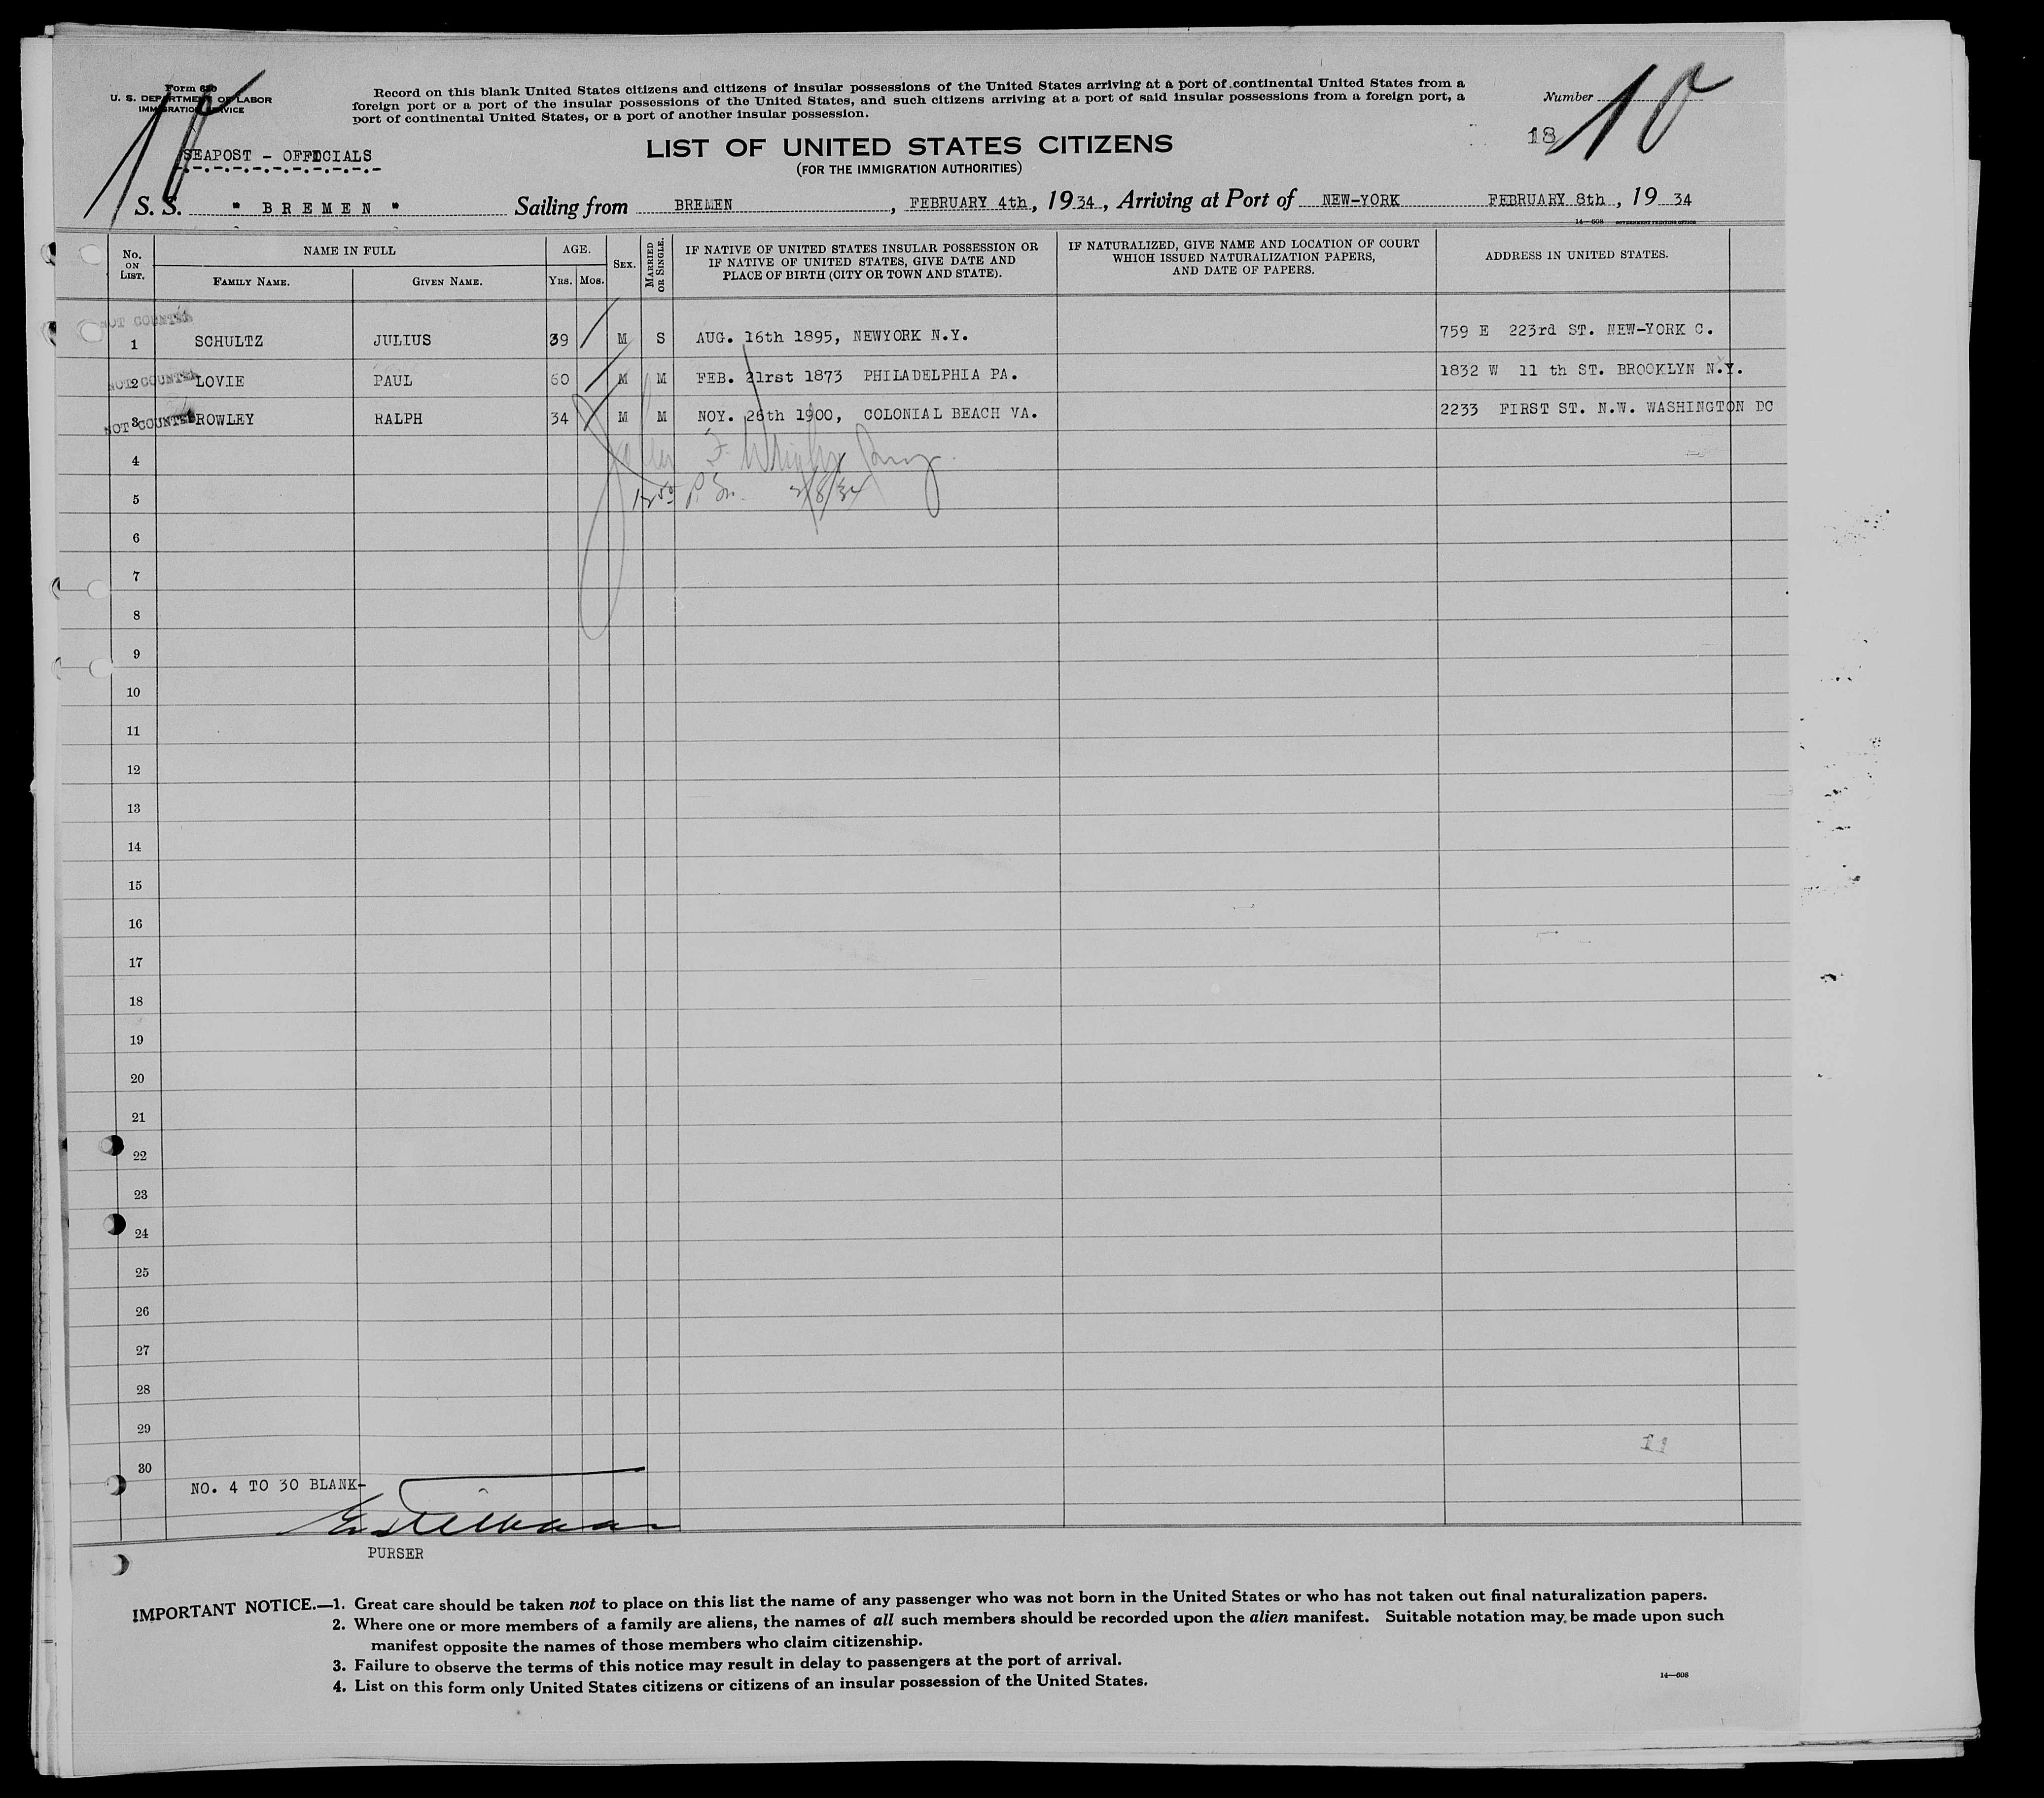 Form 630
U. S. DEPARTMENT OF LABOR
IMMIGRATION SERVICE
Record on this blank United States citizens and citizens of insular possessions of the United States arriving at a port of continental United States from a
foreign port or a port of the insular possessions of the United States, and such citizens arriving at a port of said insular possessions from a foreign port, a
port of continental United States, or a port of another insular possession.
Number 10
10
18
SEAPOST - OFFICIALS
LIST OF UNITED STATES CITIZENS
(FOR THE IMMIGRATION AUTHORITIES)
S. S. " BREMEN " Sailing from BREMEN, FEBRUARY 4th, 1934, Arriving at Port of NEW-YORK FEBRUARY 8th, 19 34
14—608 GOVERNMENT PRINTING OFFICE
No. ON LIST. NAME IN FULL FAMILY NAME. GIVEN NAME. AGE. YRS. MOS. SEX. MARRIED OR SINGLE. IF NATIVE OF UNITED STATES INSULAR POSSESSION OR IF NATIVE OF UNITED STATES, GIVE DATE AND PLACE OF BIRTH (CITY OR TOWN AND STATE). IF NATURALIZED, GIVE NAME AND LOCATION OF COURT WHICH ISSUED NATURALIZATION PAPERS, AND DATE OF PAPERS. ADDRESS IN UNITED STATES.
NOT COUNTED
1 SCHULTZ JULIUS 39 M S AUG. 16th 1895, NEWYORK N.Y. 759 E 223rd ST. NEW-YORK C.
NOT COUNTED
2 LOVIE PAUL 60 M M FEB. 21rst 1873 PHILADELPHIA PA. 1832 W 11 th ST. BROOKLYN N.Y.
NOT COUNTED
3 ROWLEY RALPH 34 M M NOY. 26th 1900, COLONIAL BEACH VA. 2233 FIRST ST. N.W. WASHINGTON DC
4
5 2/8/34
6
7
8
9
10
11
12
13
14
15
16
17
18
19
20
21
22
23
24
25
26
27
28
29
11
30
NO. 4 TO 30 BLANK-
PURSER
IMPORTANT NOTICE.—1. Great care should be taken not to place on this list the name of any passenger who was not born in the United States or who has not taken out final naturalization papers.
2. Where one or more members of a family are aliens, the names of all such members should be recorded upon the alien manifest. Suitable notation may be made upon such
manifest opposite the names of those members who claim citizenship.
3. Failure to observe the terms of this notice may result in delay to passengers at the port of arrival.
4. List on this form only United States citizens or citizens of an insular possession of the United States.
14—608